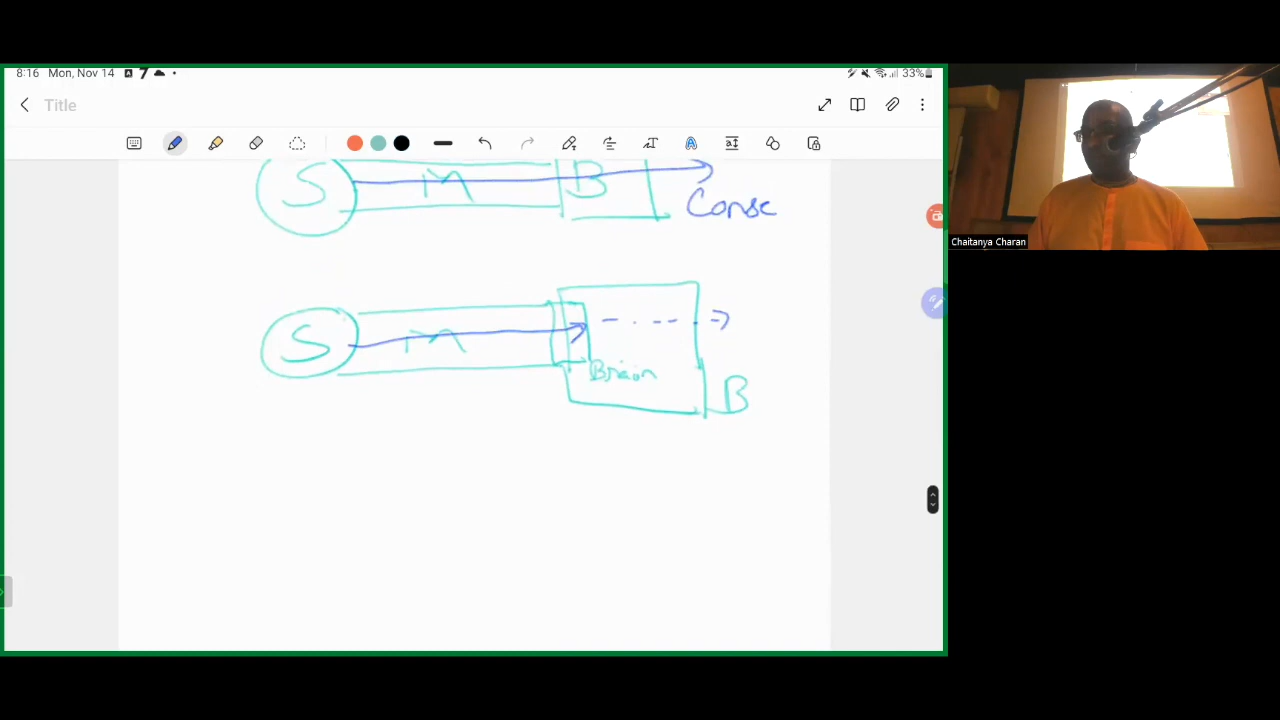 8:16 Mon, Nov 14 33%
Title
S M B
Consc
S M
Brain
B
Chaitanya Charan